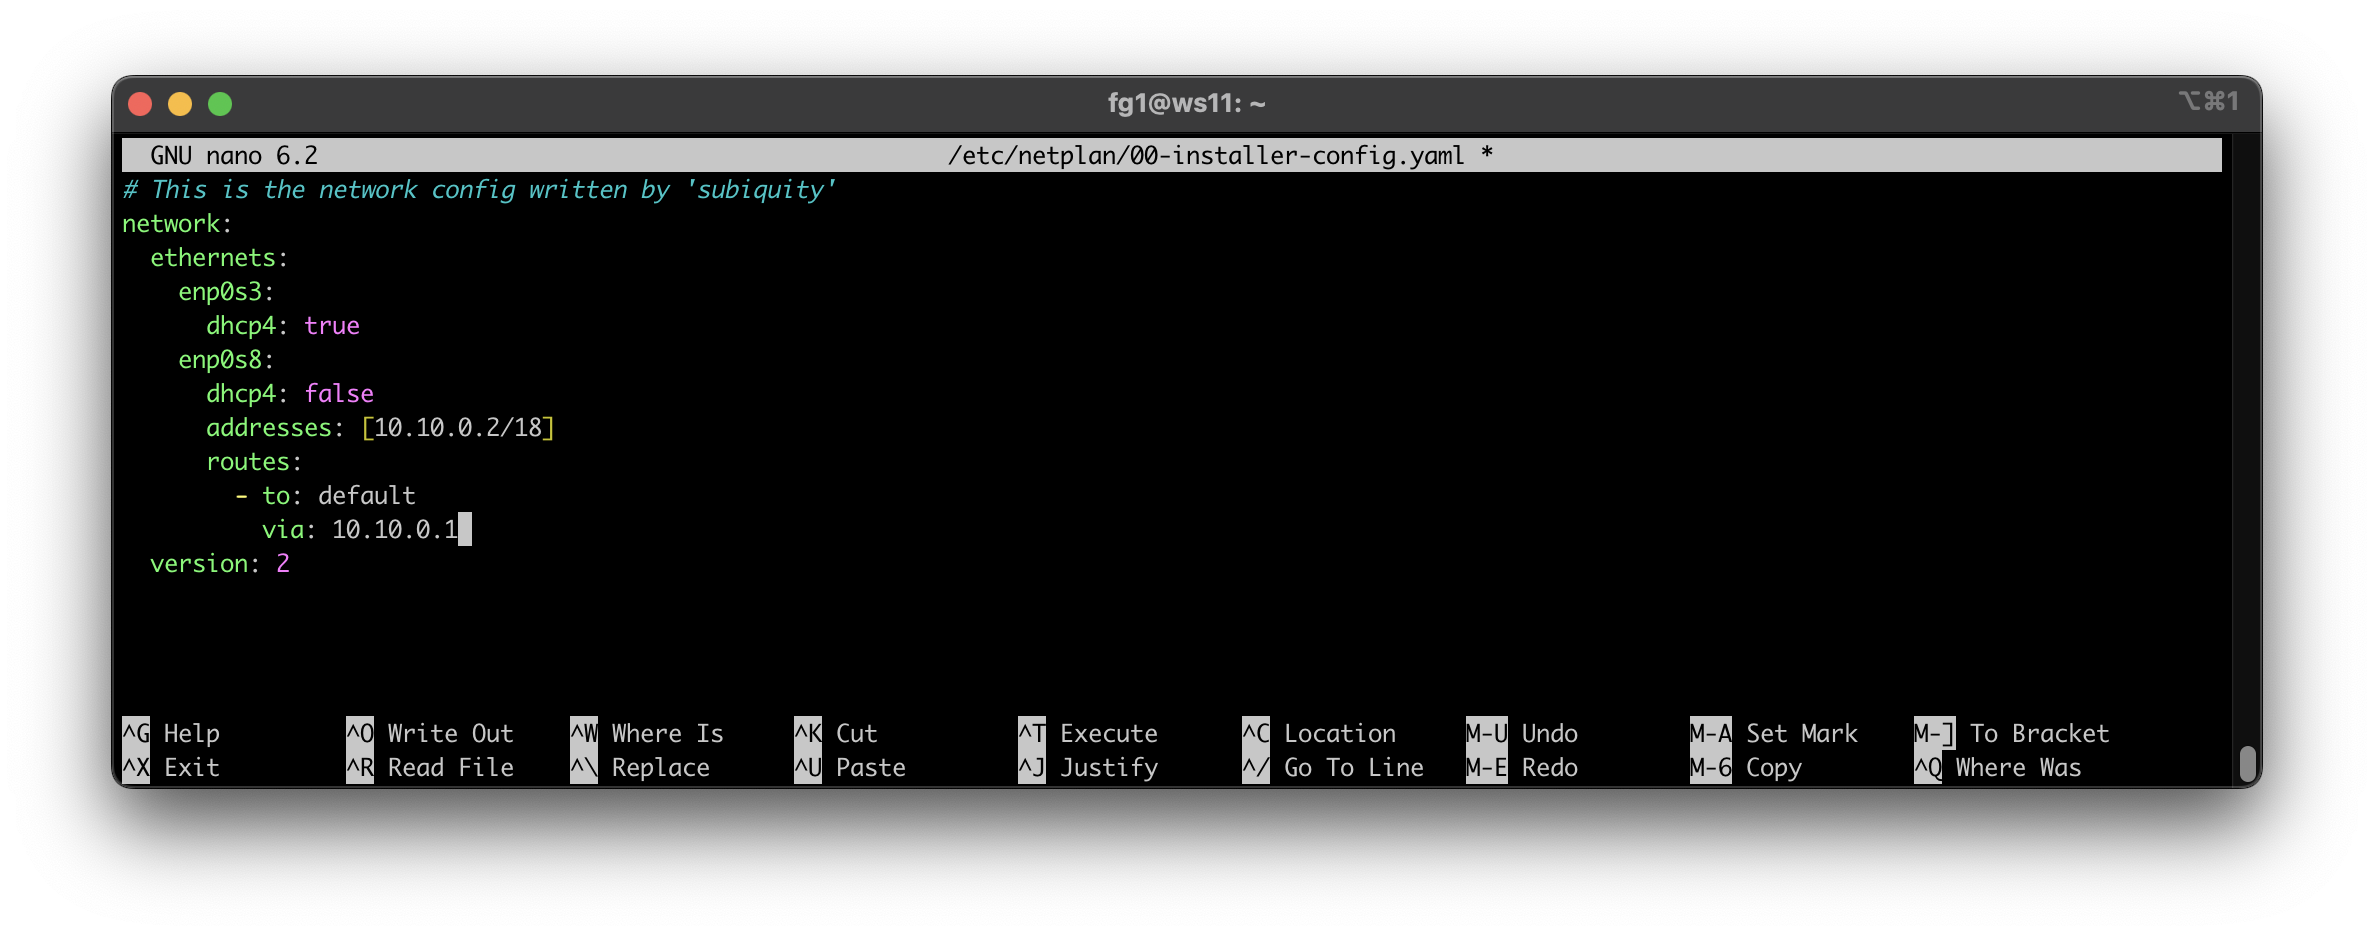 fg1@ws11: ~
⌥⌘1
GNU nano 6.2 /etc/netplan/00-installer-config.yaml *
# This is the network config written by 'subiquity'
network:
  ethernets:
    enp0s3:
      dhcp4: true
    enp0s8:
      dhcp4: false
      addresses: [10.10.0.2/18]
      routes:
        - to: default
          via: 10.10.0.1
  version: 2
^G Help ^O Write Out ^W Where Is ^K Cut ^T Execute ^C Location M-U Undo M-A Set Mark M-] To Bracket
^X Exit ^R Read File ^\ Replace ^U Paste ^J Justify ^/ Go To Line M-E Redo M-6 Copy ^Q Where Was